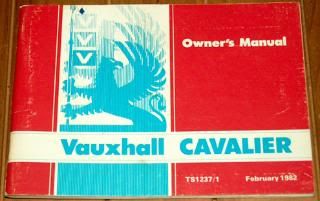 Owner's Manual
Vauxhall CAVALIER
TS1237/1 February 1982